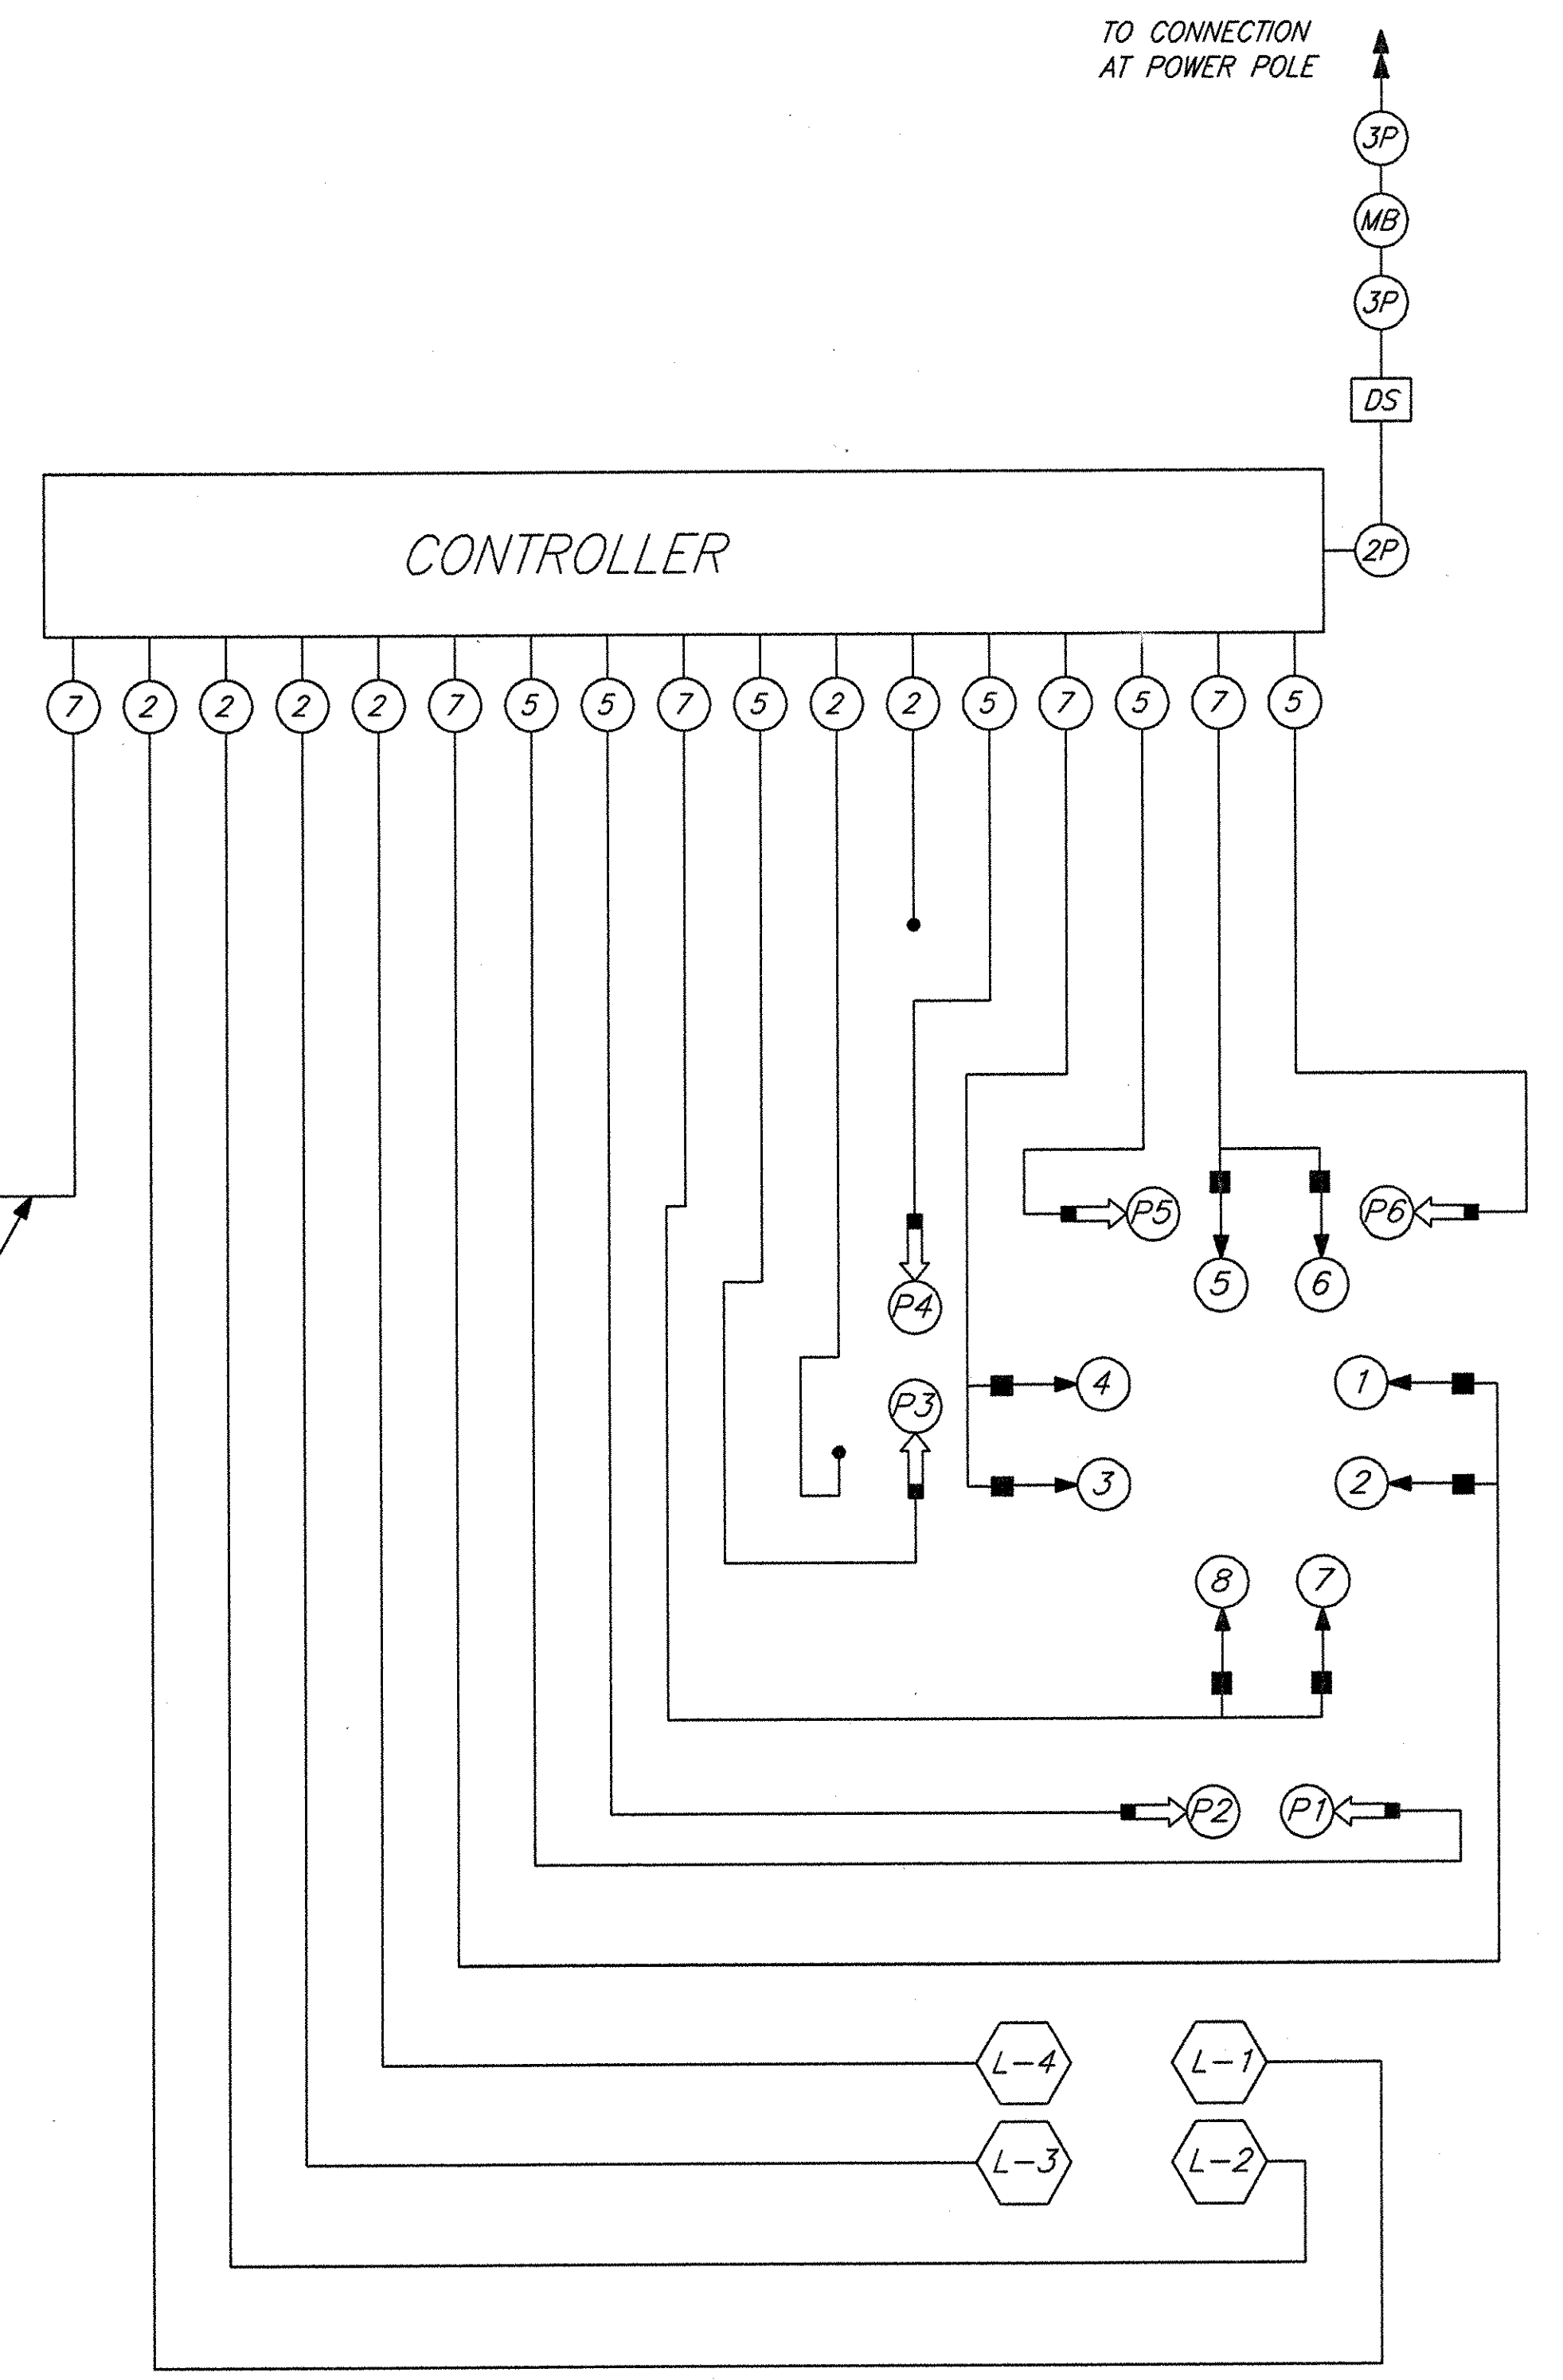 TO CONNECTION
AT POWER POLE
3P
MB
3P
DS
CONTROLLER
2P
7 2 2 2 2 7 5 5 7 5 2 2 5 7 5 7 5
P5 P6
5 6
P4
4 1
P3
3 2
8 7
P2 P1
L-4 L-1
L-3 L-2